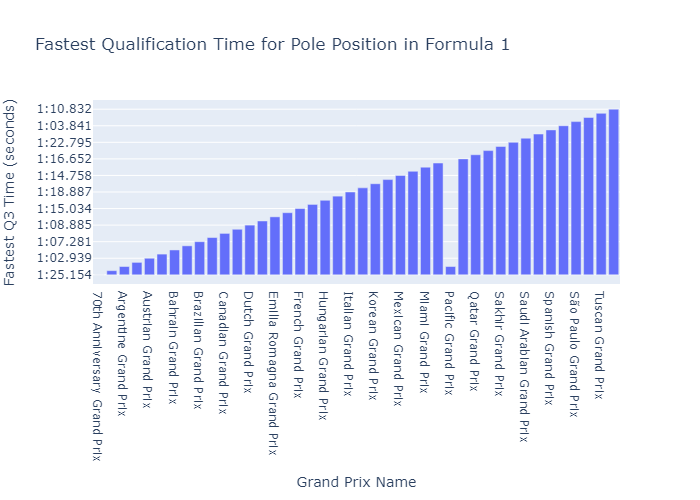 Fastest Qualification Time for Pole Position in Formula 1
Fastest Q3 Time (seconds)
1:10.832
1:03.841
1:22.795
1:16.652
1:14.758
1:18.887
1:15.034
1:08.885
1:07.281
1:02.939
1:25.154
70th Anniversary Grand Prix
Argentine Grand Prix
Austrian Grand Prix
Bahrain Grand Prix
Brazilian Grand Prix
Canadian Grand Prix
Dutch Grand Prix
Emilia Romagna Grand Prix
French Grand Prix
Hungarian Grand Prix
Italian Grand Prix
Korean Grand Prix
Mexican Grand Prix
Miami Grand Prix
Pacific Grand Prix
Qatar Grand Prix
Sakhir Grand Prix
Saudi Arabian Grand Prix
Spanish Grand Prix
São Paulo Grand Prix
Tuscan Grand Prix
Grand Prix Name